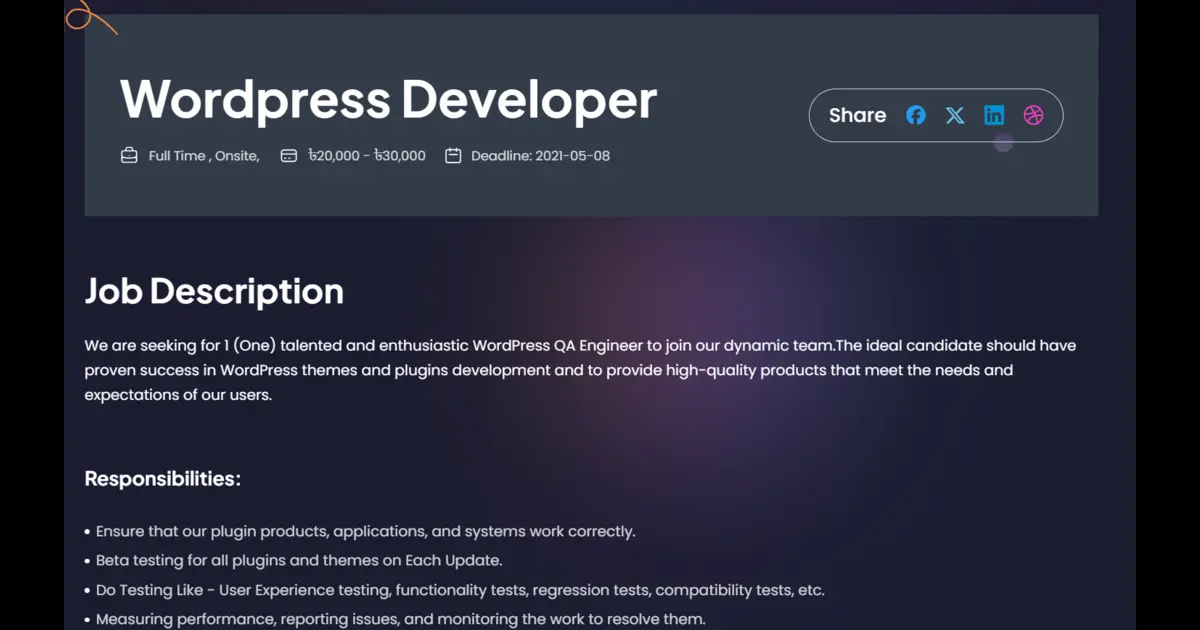 Wordpress Developer
Share
Full Time , Onsite, ৳20,000 - ৳30,000 Deadline: 2021-05-08
Job Description
We are seeking for 1 (One) talented and enthusiastic WordPress QA Engineer to join our dynamic team.The ideal candidate should have
proven success in WordPress themes and plugins development and to provide high-quality products that meet the needs and
expectations of our users.
Responsibilities:
• Ensure that our plugin products, applications, and systems work correctly.
• Beta testing for all plugins and themes on Each Update.
• Do Testing Like - User Experience testing, functionality tests, regression tests, compatibility tests, etc.
• Measuring performance, reporting issues, and monitoring the work to resolve them.